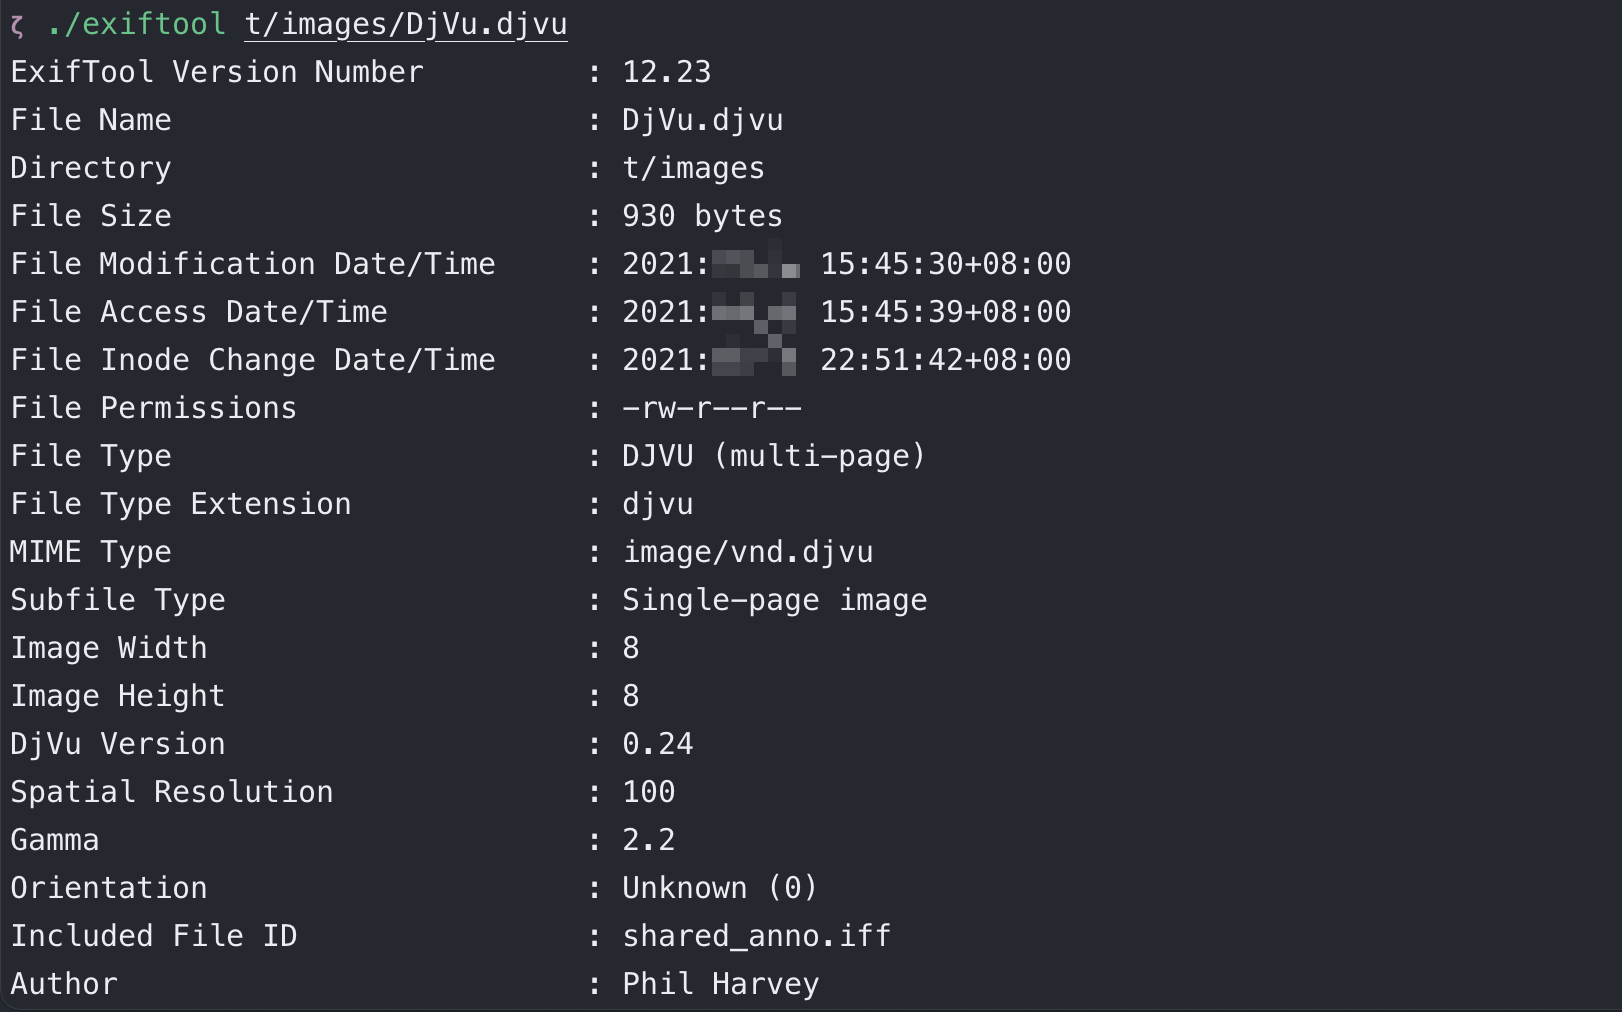 ζ ./exiftool t/images/DjVu.djvu
ExifTool Version Number : 12.23
File Name : DjVu.djvu
Directory : t/images
File Size : 930 bytes
File Modification Date/Time : 2021: 15:45:30+08:00
File Access Date/Time : 2021: 15:45:39+08:00
File Inode Change Date/Time : 2021: 22:51:42+08:00
File Permissions : -rw-r--r--
File Type : DJVU (multi-page)
File Type Extension : djvu
MIME Type : image/vnd.djvu
Subfile Type : Single-page image
Image Width : 8
Image Height : 8
DjVu Version : 0.24
Spatial Resolution : 100
Gamma : 2.2
Orientation : Unknown (0)
Included File ID : shared_anno.iff
Author : Phil Harvey